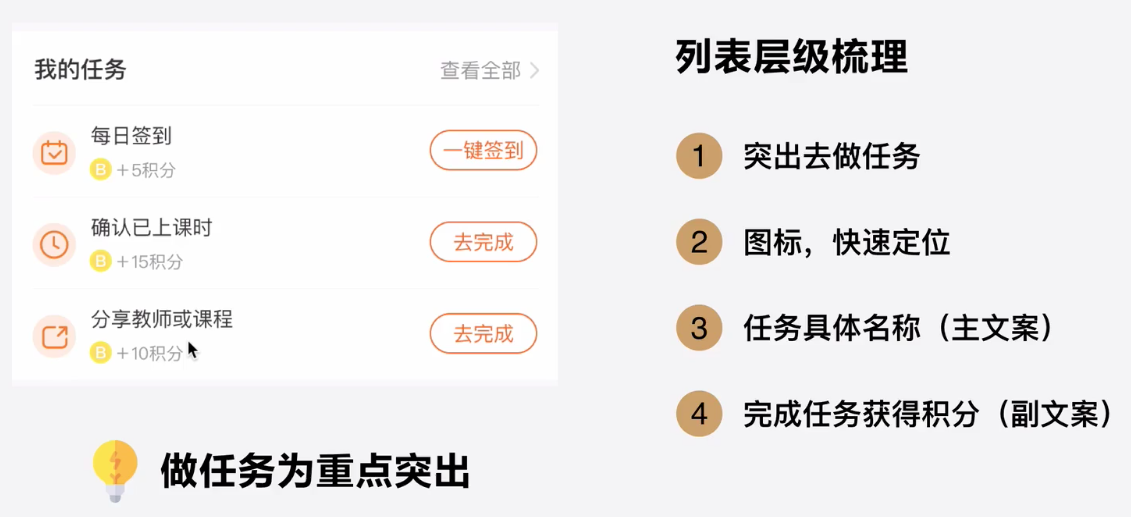 我的任务
查看全部
每日签到
B +5积分
一键签到
确认已上课时
B +15积分
去完成
分享教师或课程
B +10积分
去完成
做任务为重点突出
列表层级梳理
1 突出去做任务
2 图标，快速定位
3 任务具体名称（主文案）
4 完成任务获得积分（副文案）